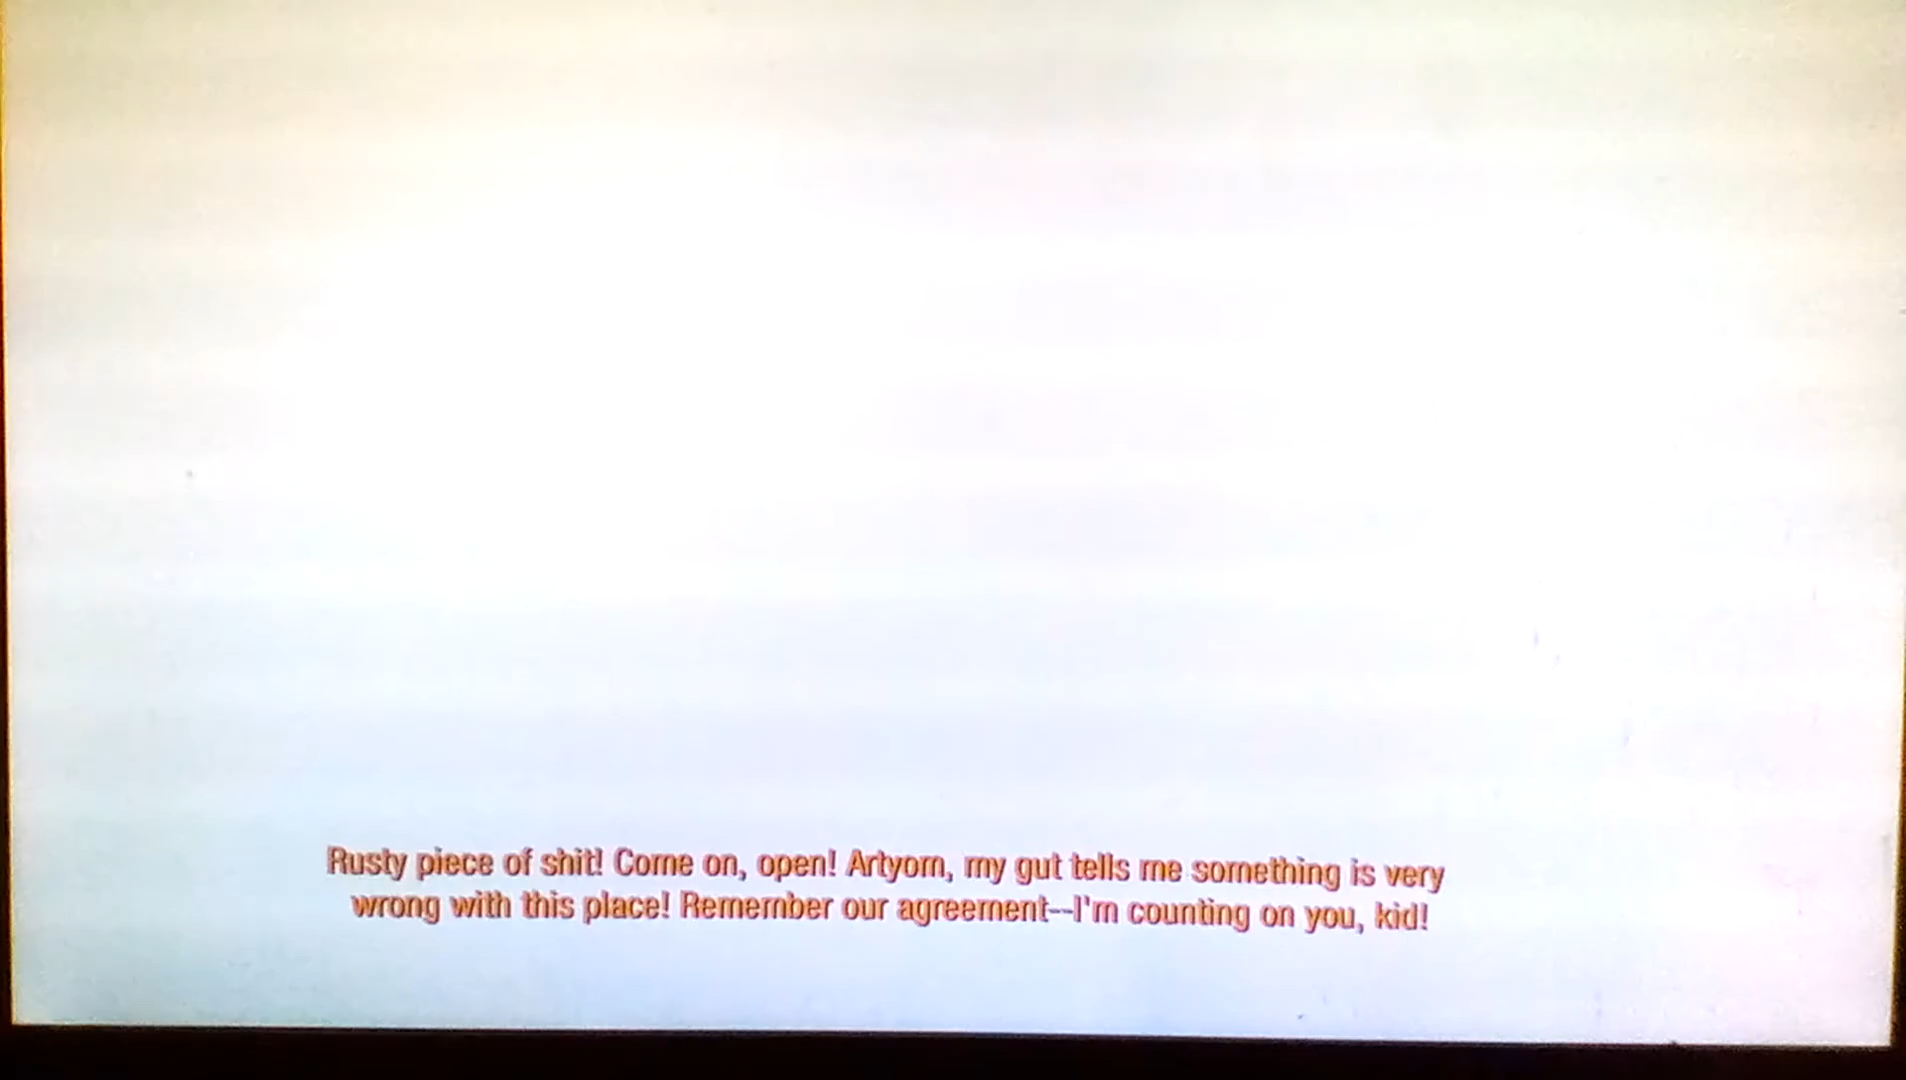 Rusty piece of shit! Come on, open! Artyom, my gut tells me something is very
wrong with this place! Remember our agreement--I'm counting on you, kid!